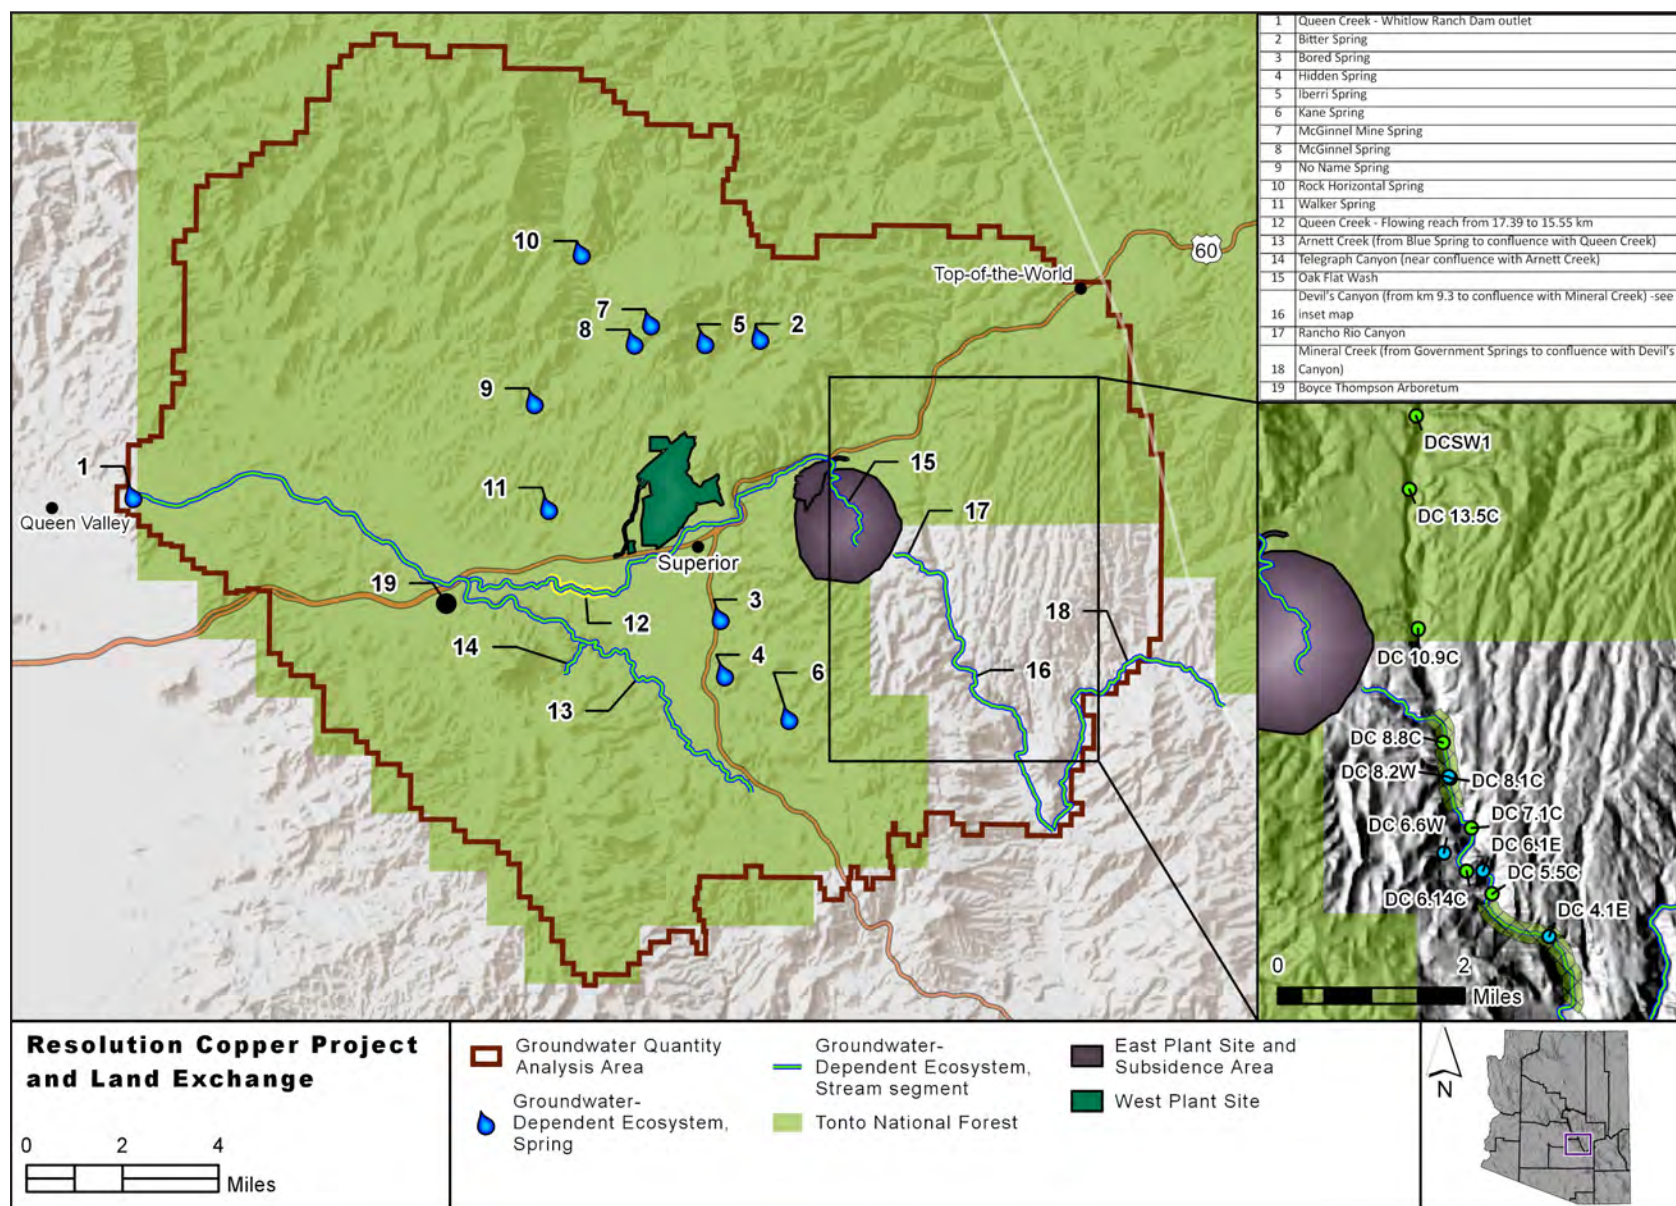 1 Queen Creek - Whitlow Ranch Dam outlet
2 Bitter Spring
3 Bored Spring
4 Hidden Spring
5 Iberri Spring
6 Kane Spring
7 McGinnel Mine Spring
8 McGinnel Spring
9 No Name Spring
10 Rock Horizontal Spring
11 Walker Spring
12 Queen Creek - Flowing reach from 17.39 to 15.55 km
13 Arnett Creek (from Blue Spring to confluence with Queen Creek)
14 Telegraph Canyon (near confluence with Arnett Creek)
15 Oak Flat Wash
Devil's Canyon (from km 9.3 to confluence with Mineral Creek) -see
16 inset map
17 Rancho Rio Canyon
Mineral Creek (from Government Springs to confluence with Devil's
18 Canyon)
19 Boyce Thompson Arboretum
10
60
Top-of-the-World
7
8
5
2
9
1
11
15
Queen Valley
17
Superior
19
12
3
18
14
4
16
6
13
DCSW1
DC 13.5C
DC 10.9C
DC 8.8C
DC 8.2W
DC 8.1C
DC 7.1C
DC 6.6W
DC 6.1E
DC 5.5C
DC 6.14C
DC 4.1E
0 2
Miles
Resolution Copper Project
and Land Exchange
0 2 4
Miles
Groundwater Quantity
Analysis Area
Groundwater-
Dependent Ecosystem,
Spring
Groundwater-
Dependent Ecosystem,
Stream segment
Tonto National Forest
East Plant Site and
Subsidence Area
West Plant Site
N